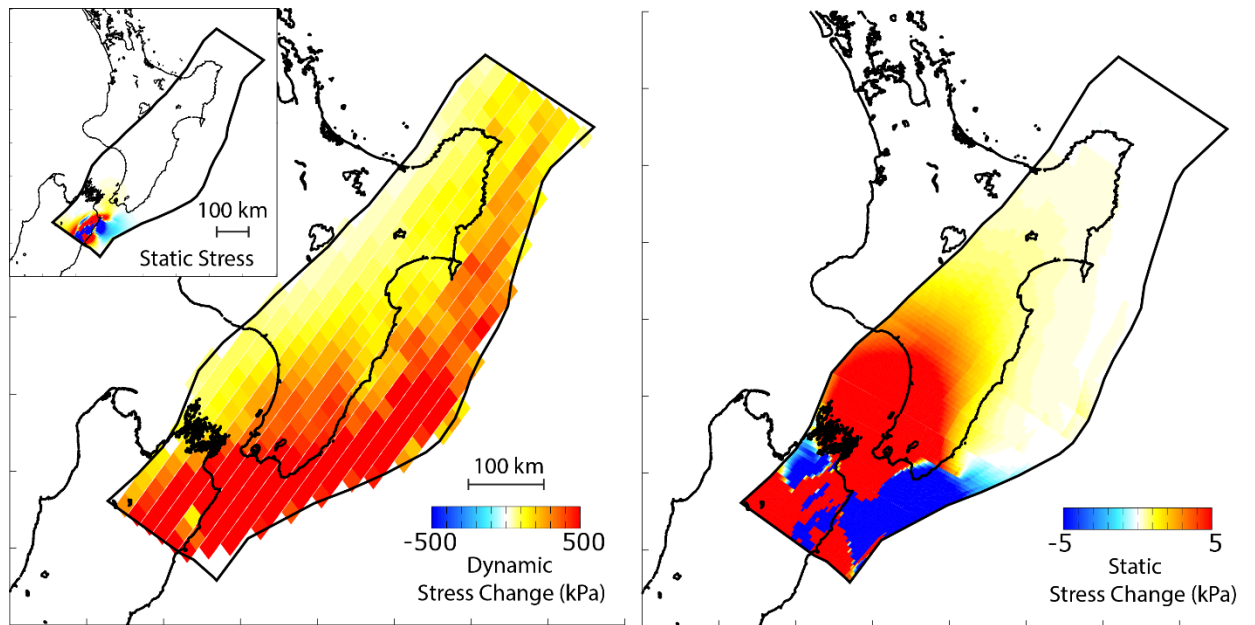 100 km
Static Stress
100 km
-500 500
Dynamic
Stress Change (kPa)
-5 5
Static
Stress Change (kPa)